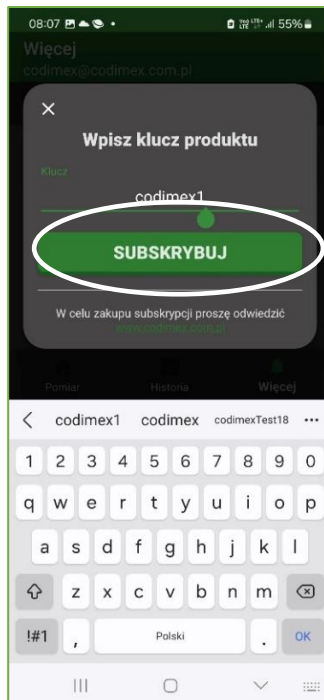 08:07 55%
Więcej
codimex@codimex.com.pl
Wpisz klucz produktu
Klucz
codimex1
SUBSKRYBUJ
W celu zakupu subskrypcji proszę odwiedzić
www.codimex.com.pl
Pomiar Historia Więcej
codimex1 codimex codimexTest18
1 2 3 4 5 6 7 8 9 0
q w e r t y u i o p
a s d f g h j k l
z x c v b n m
!#1 , Polski . OK